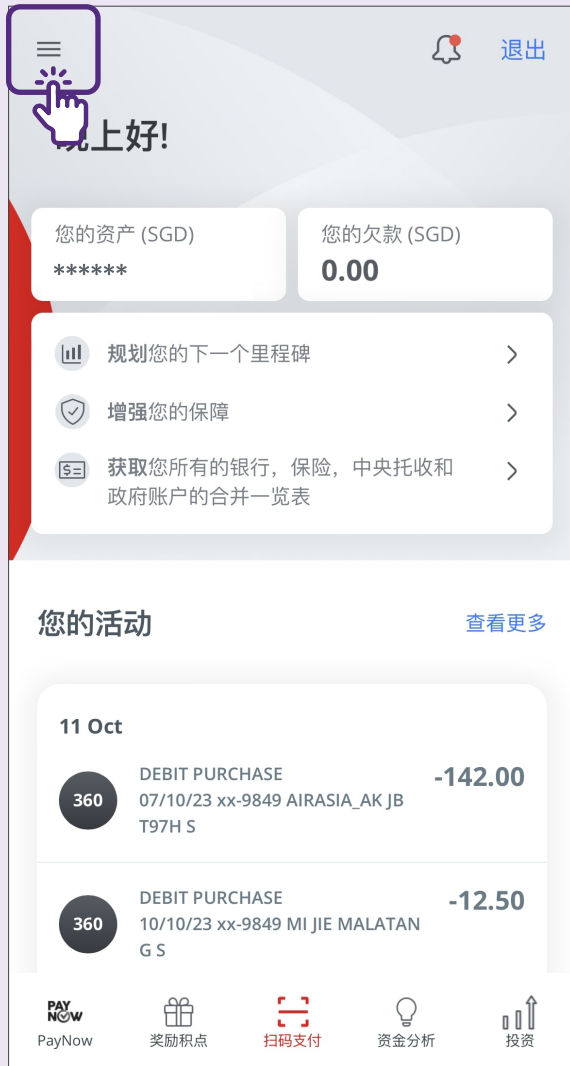 退出
晚上好!
您的资产 (SGD)
******
您的欠款 (SGD)
0.00
规划您的下一个里程碑
增强您的保障
获取您所有的银行，保险，中央托收和
政府账户的合并一览表
您的活动
查看更多
11 Oct
360
DEBIT PURCHASE
07/10/23 xx-9849 AIRASIA_AK JB
T97H S
-142.00
360
DEBIT PURCHASE
10/10/23 xx-9849 MI JIE MALATAN
G S
-12.50
PAY
NOW
PayNow
奖励积点
扫码支付
资金分析
投资